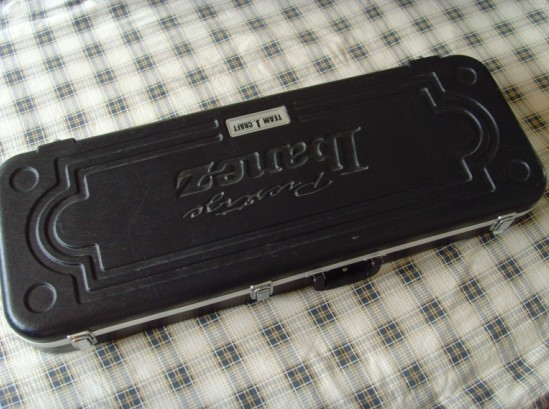 TEAM J. CRAFT
Ibanez
Prestige